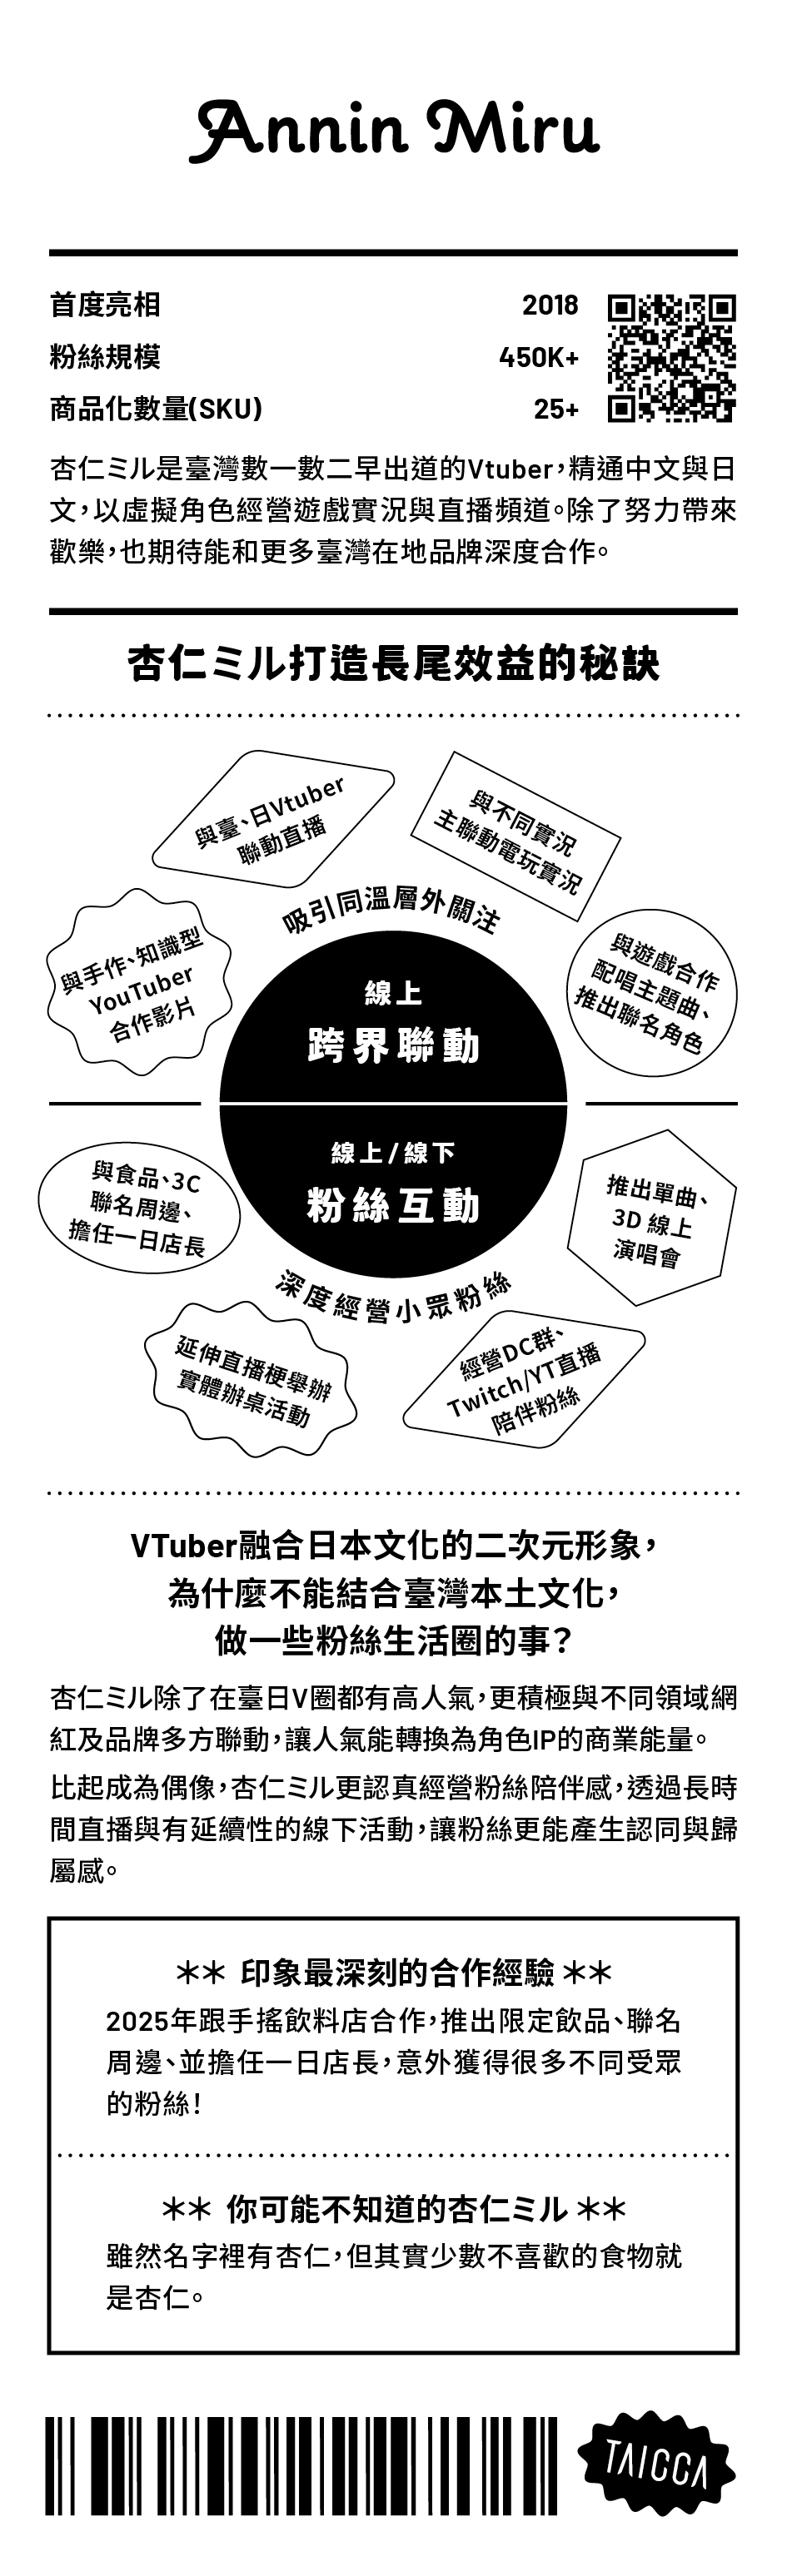 Annin Miru
首度亮相 2018
粉絲規模 450K+
商品化數量(SKU) 25+
杏仁ミル是臺灣數一數二早出道的Vtuber，精通中文與日
文，以虛擬角色經營遊戲實況與直播頻道。除了努力帶來
歡樂，也期待能和更多臺灣在地品牌深度合作。
杏仁ミル打造長尾效益的秘訣
與臺、日Vtuber
聯動直播
與不同實況
主聯動電玩實況
吸引同溫層外關注
與手作、知識型
YouTuber
合作影片
與遊戲合作
配唱主題曲、
推出聯名角色
線上
跨界聯動
線上/線下
粉絲互動
與食品、3C
聯名周邊、
擔任一日店長
推出單曲、
3D 線上
演唱會
深度經營小眾粉絲
延伸直播梗舉辦
實體辦桌活動
經營DC群、
Twitch/YT直播
陪伴粉絲
VTuber融合日本文化的二次元形象，
為什麼不能結合臺灣本土文化，
做一些粉絲生活圈的事？
杏仁ミル除了在臺日V圈都有高人氣，更積極與不同領域網
紅及品牌多方聯動，讓人氣能轉換為角色IP的商業能量。
比起成為偶像，杏仁ミル更認真經營粉絲陪伴感，透過長時
間直播與有延續性的線下活動，讓粉絲更能產生認同與歸
屬感。
＊＊ 印象最深刻的合作經驗 ＊＊
2025年跟手搖飲料店合作，推出限定飲品、聯名
周邊、並擔任一日店長，意外獲得很多不同受眾
的粉絲！
＊＊ 你可能不知道的杏仁ミル ＊＊
雖然名字裡有杏仁，但其實少數不喜歡的食物就
是杏仁。
TAICCA